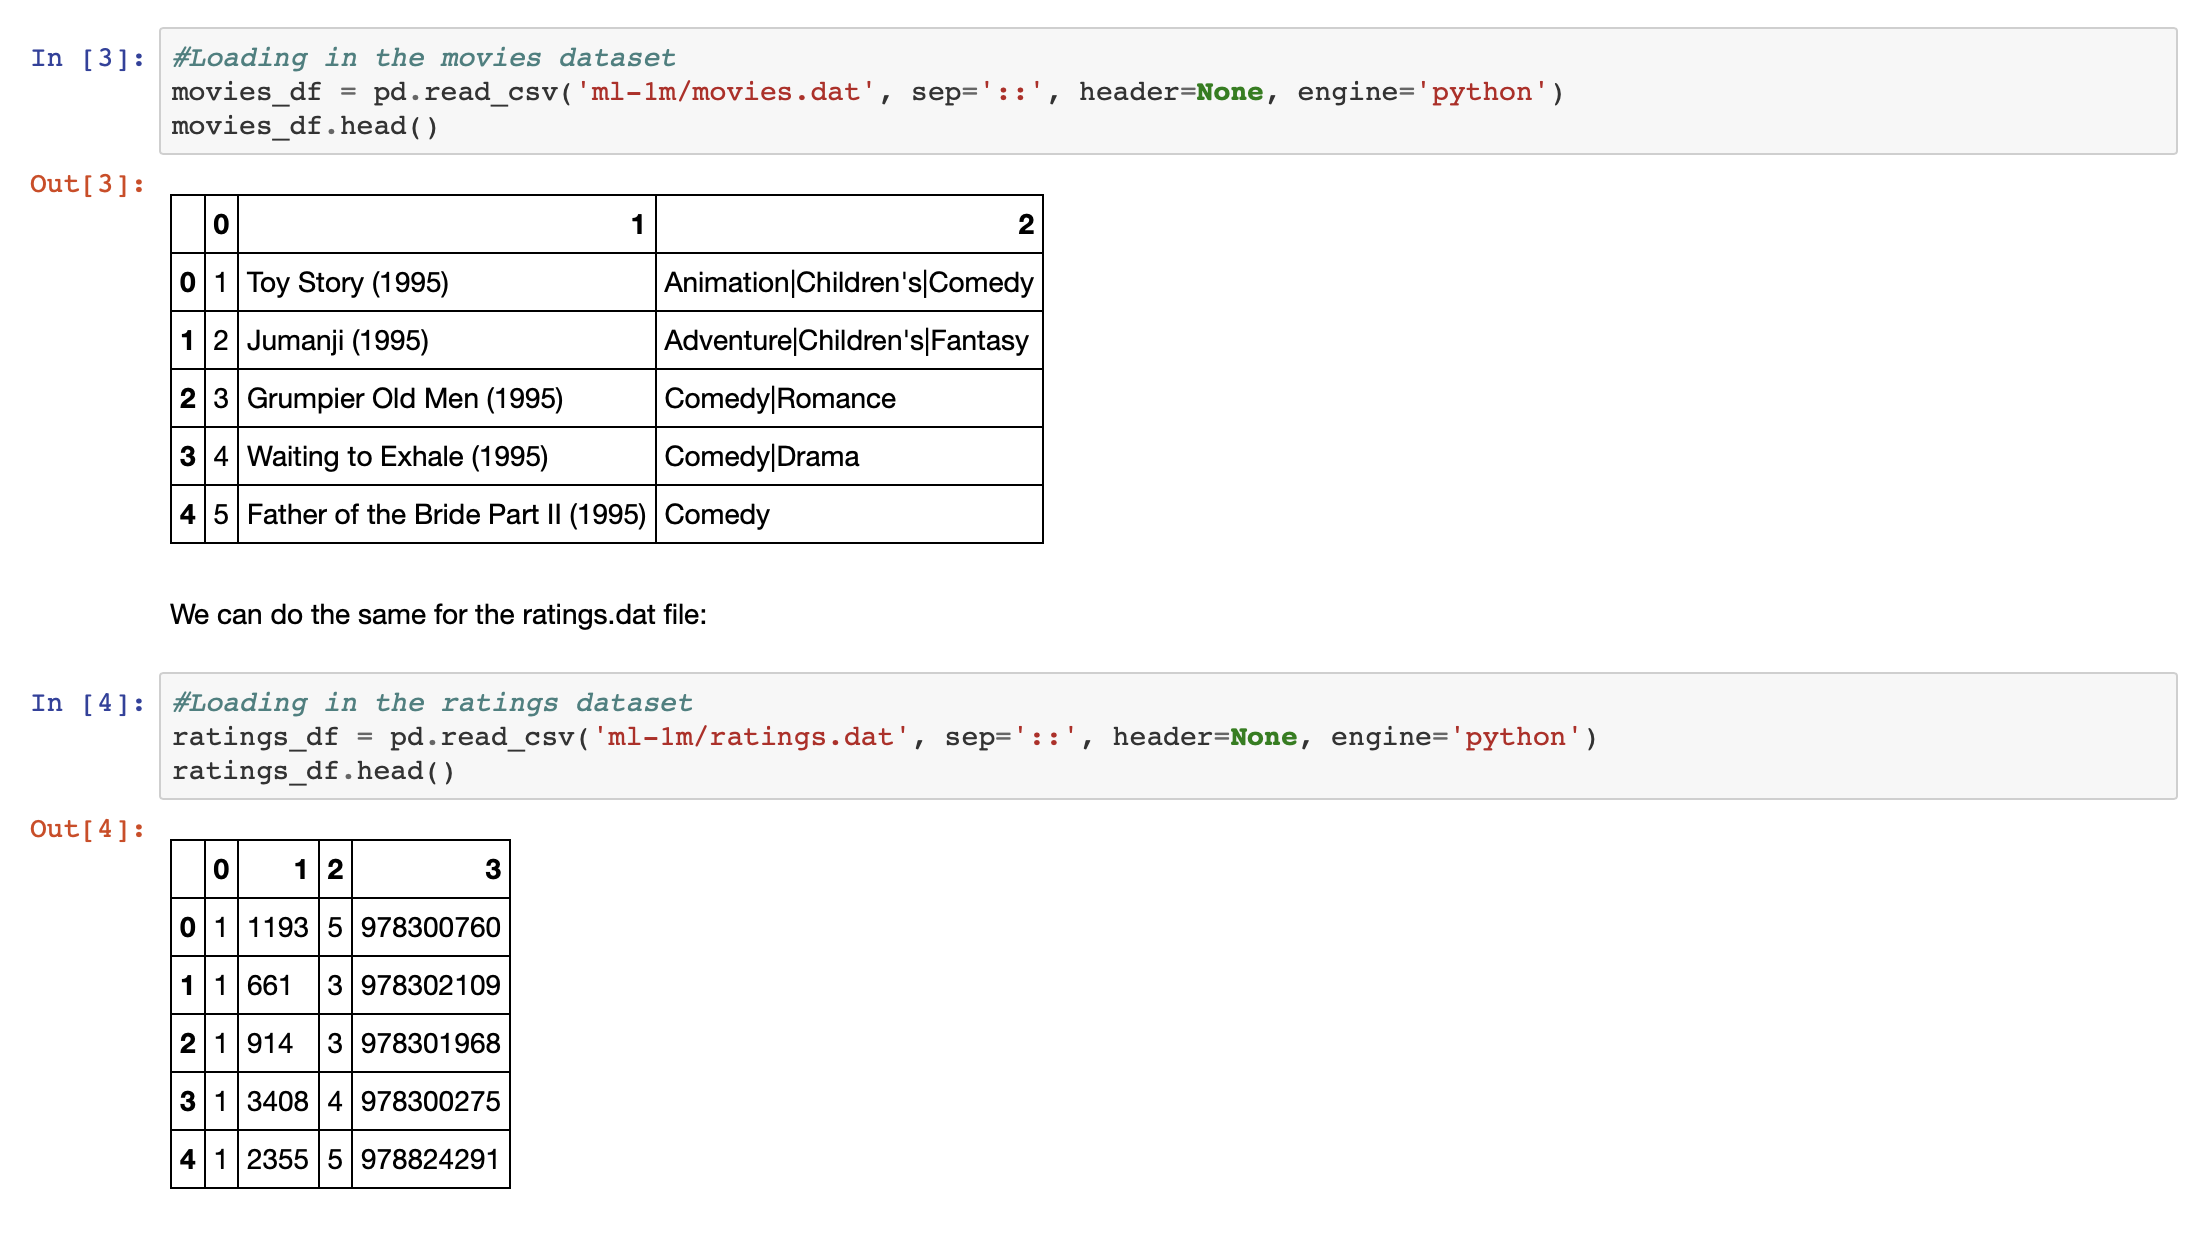 In [3]: #Loading in the movies dataset
movies_df = pd.read_csv('ml-1m/movies.dat', sep='::', header=None, engine='python')
movies_df.head()
Out[3]:
0 1 2
0 1 Toy Story (1995) Animation|Children's|Comedy
1 2 Jumanji (1995) Adventure|Children's|Fantasy
2 3 Grumpier Old Men (1995) Comedy|Romance
3 4 Waiting to Exhale (1995) Comedy|Drama
4 5 Father of the Bride Part II (1995) Comedy
We can do the same for the ratings.dat file:
In [4]: #Loading in the ratings dataset
ratings_df = pd.read_csv('ml-1m/ratings.dat', sep='::', header=None, engine='python')
ratings_df.head()
Out[4]:
0 1 2 3
0 1 1193 5 978300760
1 1 661 3 978302109
2 1 914 3 978301968
3 1 3408 4 978300275
4 1 2355 5 978824291